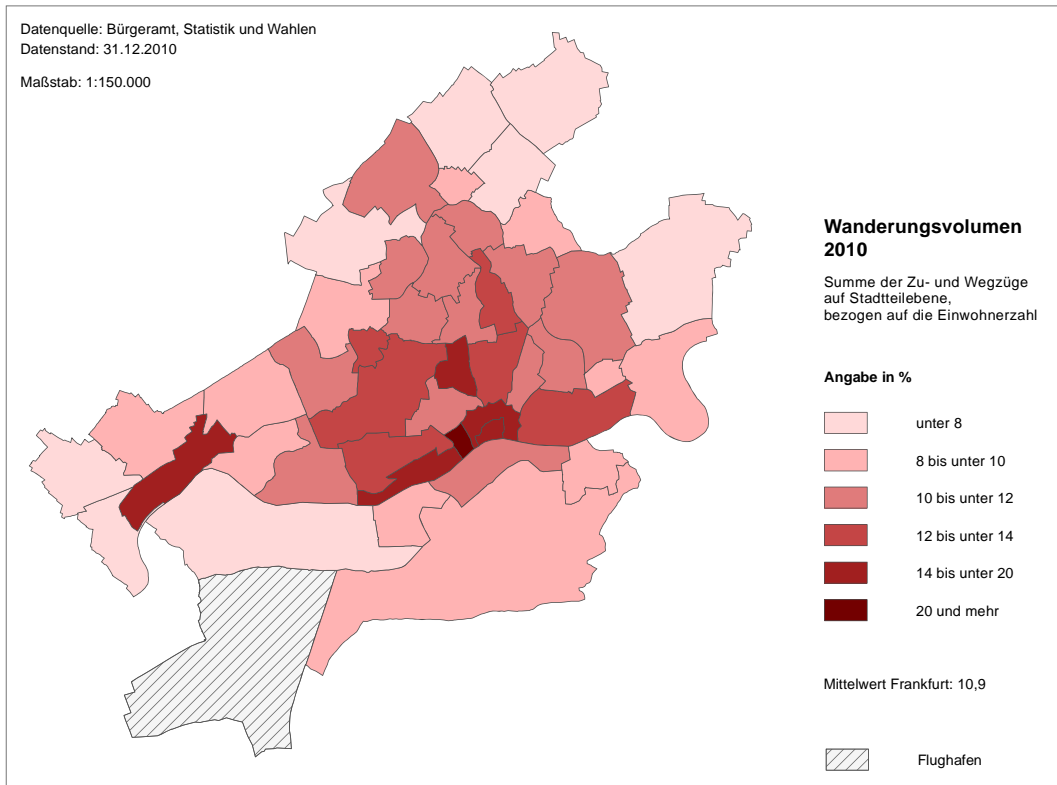 Datenquelle: Bürgeramt, Statistik und Wahlen
Datenstand: 31.12.2010
Maßstab: 1:150.000
Wanderungsvolumen
2010
Summe der Zu- und Wegzüge
auf Stadtteilebene,
bezogen auf die Einwohnerzahl
Angabe in %
unter 8
8 bis unter 10
10 bis unter 12
12 bis unter 14
14 bis unter 20
20 und mehr
Mittelwert Frankfurt: 10,9
Flughafen